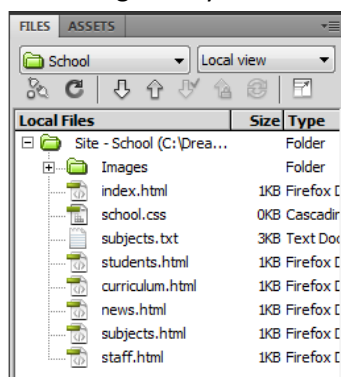 FILES ASSETS
School Local view
Local Files Size Type
Site - School (C:\Drea... Folder
Images Folder
index.html 1KB Firefox D
school.css 0KB Cascadin
subjects.txt 3KB Text Doc
students.html 1KB Firefox D
curriculum.html 1KB Firefox D
news.html 1KB Firefox D
subjects.html 1KB Firefox D
staff.html 1KB Firefox D